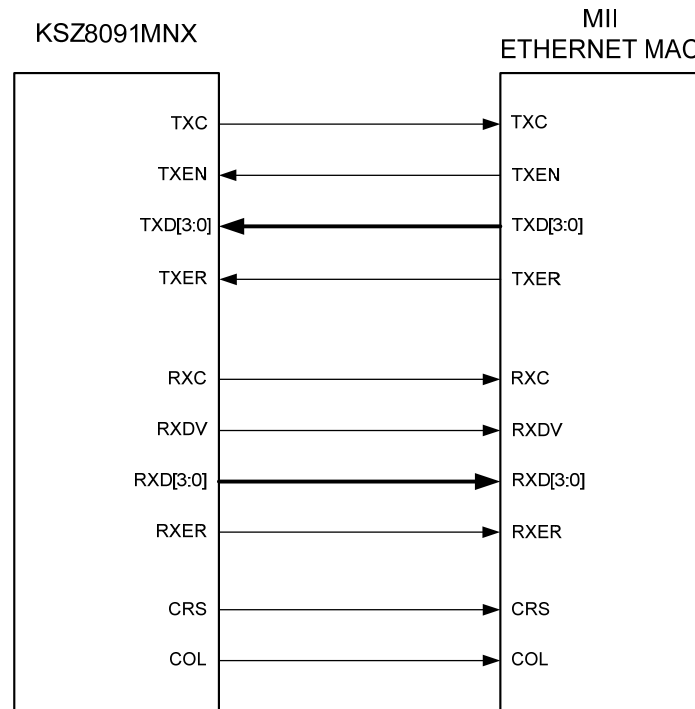 KSZ8091MNX
MII
ETHERNET MAC
TXC TXC
TXEN TXEN
TXD[3:0] TXD[3:0]
TXER TXER
RXC RXC
RXDV RXDV
RXD[3:0] RXD[3:0]
RXER RXER
CRS CRS
COL COL